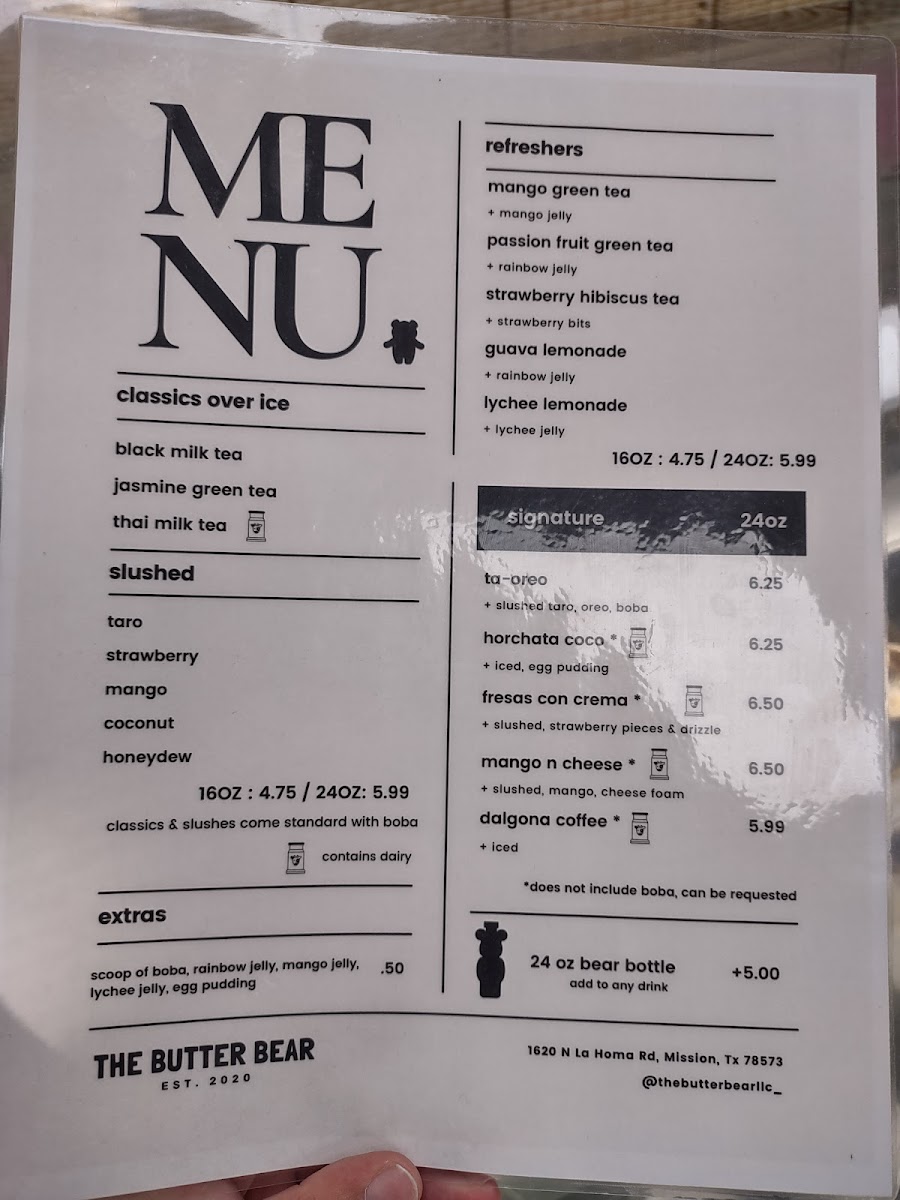 ME
NU.
classics over ice
black milk tea
jasmine green tea
thai milk tea
slushed
taro
strawberry
mango
coconut
honeydew
16OZ : 4.75 / 24OZ: 5.99
classics & slushes come standard with boba
contains dairy
extras
scoop of boba, rainbow jelly, mango jelly, .50
lychee jelly, egg pudding
refreshers
mango green tea
+ mango jelly
passion fruit green tea
+ rainbow jelly
strawberry hibiscus tea
+ strawberry bits
guava lemonade
+ rainbow jelly
lychee lemonade
+ lychee jelly
16OZ : 4.75 / 24OZ: 5.99
signature 24oz
ta-oreo 6.25
+ slushed taro, oreo, boba
horchata coco * 6.25
+ iced, egg pudding
fresas con crema * 6.50
+ slushed, strawberry pieces & drizzle
mango n cheese * 6.50
+ slushed, mango, cheese foam
dalgona coffee * 5.99
+ iced
*does not include boba, can be requested
24 oz bear bottle +5.00
add to any drink
THE BUTTER BEAR
EST. 2020
1620 N La Homa Rd, Mission, Tx 78573
@thebutterbearllc_